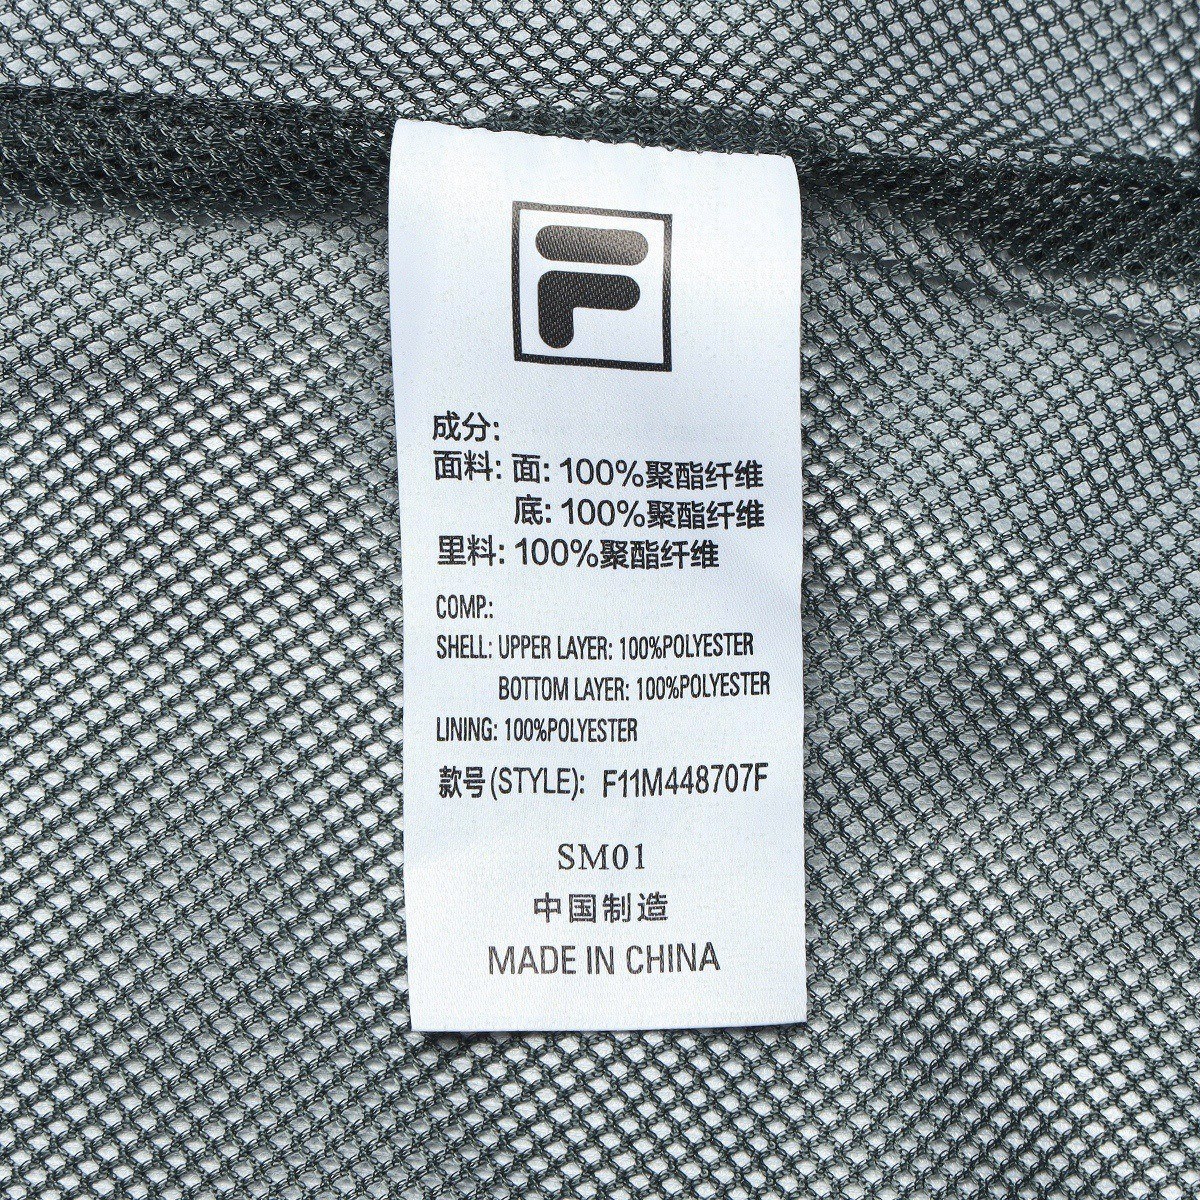 F
成分:
面料: 面: 100%聚酯纤维
底: 100%聚酯纤维
里料: 100%聚酯纤维
COMP.:
SHELL: UPPER LAYER: 100%POLYESTER
BOTTOM LAYER: 100%POLYESTER
LINING: 100%POLYESTER
款号(STYLE): F11M448707F
SM01
中国制造
MADE IN CHINA